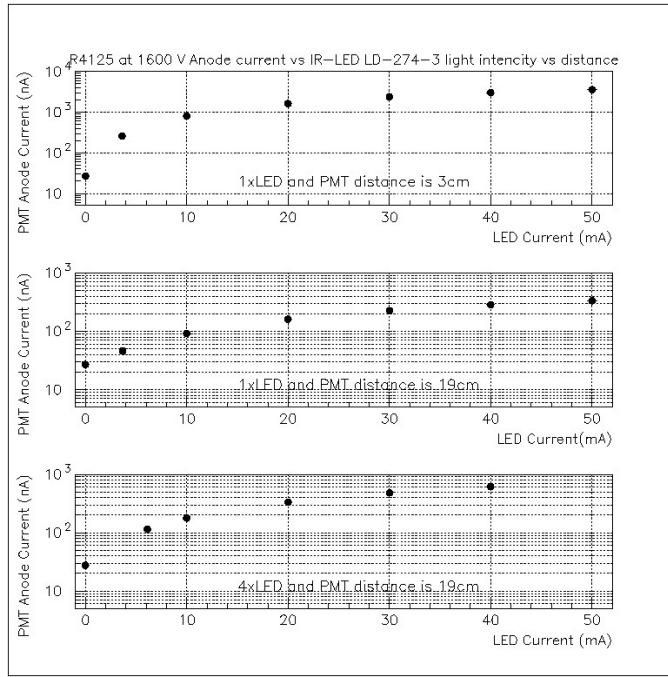 R4125 at 1600 V Anode current vs IR-LED LD-274-3 light intencity vs distance
PMT Anode Current (nA)
10^4
10^3
10^2
10
1xLED and PMT distance is 3cm
0 10 20 30 40 50
LED Current (mA)
PMT Anode Current (nA)
10^3
10^2
10
1xLED and PMT distance is 19cm
0 10 20 30 40 50
LED Current(mA)
PMT Anode Current (nA)
10^3
10^2
10
4xLED and PMT distance is 19cm
0 10 20 30 40 50
LED Current (mA)